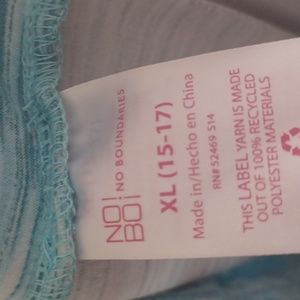 NO!
BO!
NO BOUNDARIES
XL (15-17)
Made in/Hecho en China
RN# 52469 514
THIS LABEL YARN IS MADE
OUT OF 100% RECYCLED
POLYESTER MATERIALS